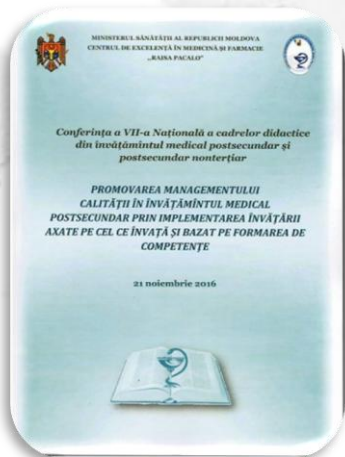 MINISTERUL SĂNĂTĂȚII AL REPUBLICII MOLDOVA
CENTRUL DE EXCELENȚĂ ÎN MEDICINĂ ȘI FARMACIE
„RAISA PACALO”
Conferința a VII-a Națională a cadrelor didactice
din învățămîntul medical postsecundar și
postsecundar nonterțiar
PROMOVAREA MANAGEMENTULUI
CALITĂȚII ÎN ÎNVĂȚĂMÎNTUL MEDICAL
POSTSECUNDAR PRIN IMPLEMENTAREA ÎNVĂȚĂRII
AXATE PE CEL CE ÎNVAȚĂ ȘI BAZAT PE FORMAREA DE
COMPETENȚE
21 noiembrie 2016